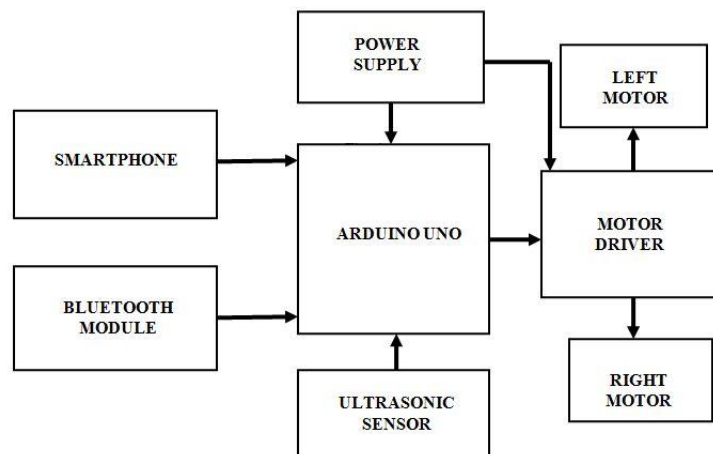 POWER
SUPPLY
LEFT
MOTOR
SMARTPHONE
ARDUINO UNO
MOTOR
DRIVER
BLUETOOTH
MODULE
ULTRASONIC
SENSOR
RIGHT
MOTOR